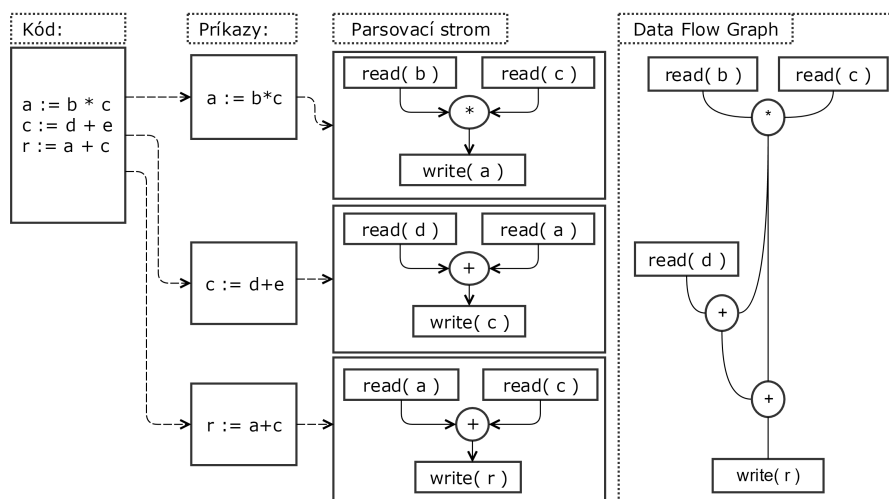 Kód:
a := b * c
c := d + e
r := a + c
Príkazy:
a := b*c
c := d+e
r := a+c
Parsovací strom
read( b )
read( c )
*
write( a )
read( d )
read( a )
+
write( c )
read( a )
read( c )
+
write( r )
Data Flow Graph
read( b )
read( c )
*
read( d )
+
+
write( r )